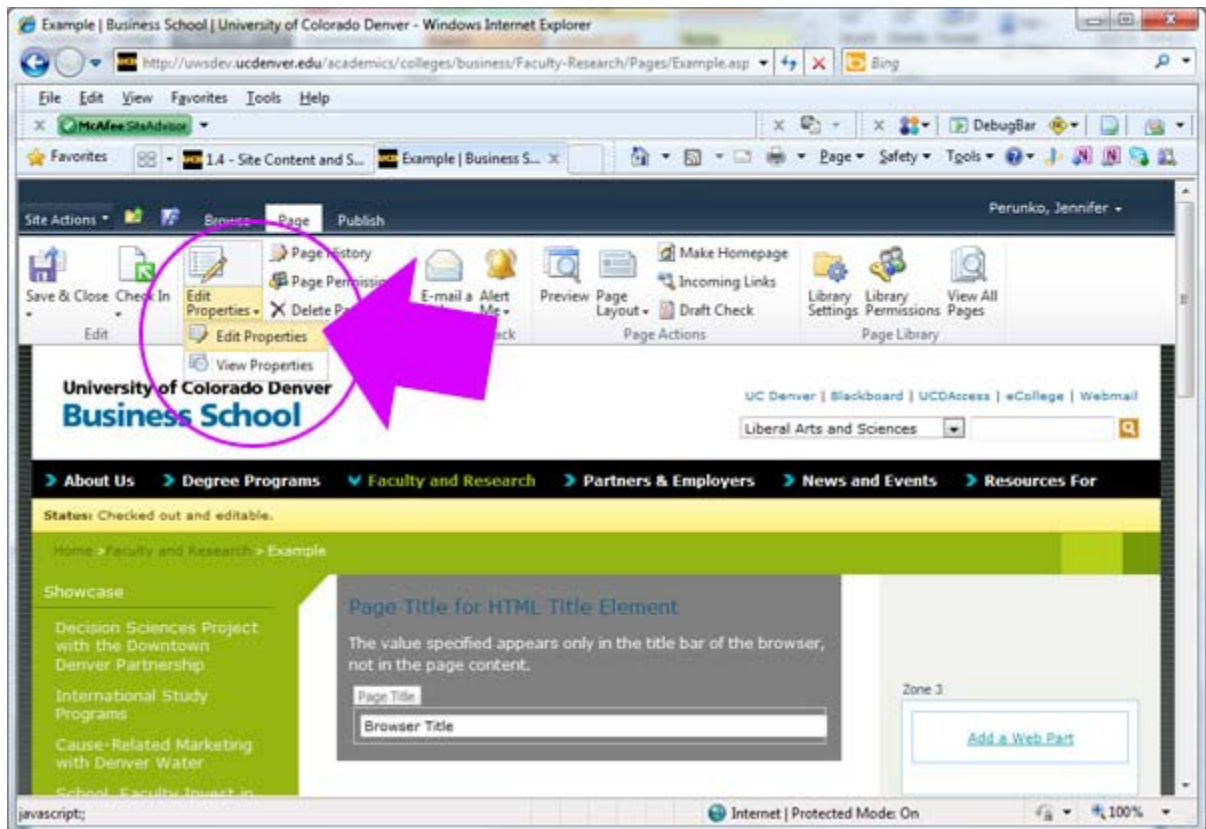 Example | Business School | University of Colorado Denver - Windows Internet Explorer
http://uwsdev.ucdenver.edu/academics/colleges/business/Faculty-Research/Pages/Example.asp
Bing
File Edit View Favorites Tools Help
McAfee SiteAdvisor
DebugBar
Favorites
1.4 - Site Content and S...
Example | Business S...
Page Safety Tools
Site Actions
Browse
Page
Publish
Perunko, Jennifer
Save & Close
Check In
Edit Properties
Page History
Page
Delete
E-mail a
Alert Me
Preview
Page Layout
Make Homepage
Incoming Links
Draft Check
Library Settings
Library Permissions
View All Pages
Edit
Page Actions
Page Library
Edit Properties
View Properties
University of Colorado Denver
Business School
UC Denver | Blackboard | UCDAccess | eCollege | Webmail
Liberal Arts and Sciences
About Us
Degree Programs
Faculty and Research
Partners & Employers
News and Events
Resources For
Status: Checked out and editable.
Home > Faculty and Research > Example
Showcase
Decision Sciences Project
with the Downtown
Denver Partnership
International Study
Programs
Cause-Related Marketing
with Denver Water
School, Faculty Invest in
Page Title for HTML Title Element
The value specified appears only in the title bar of the browser,
not in the page content.
Page Title
Browser Title
Zone 3
Add a Web Part
javascript:;
Internet | Protected Mode: On
100%